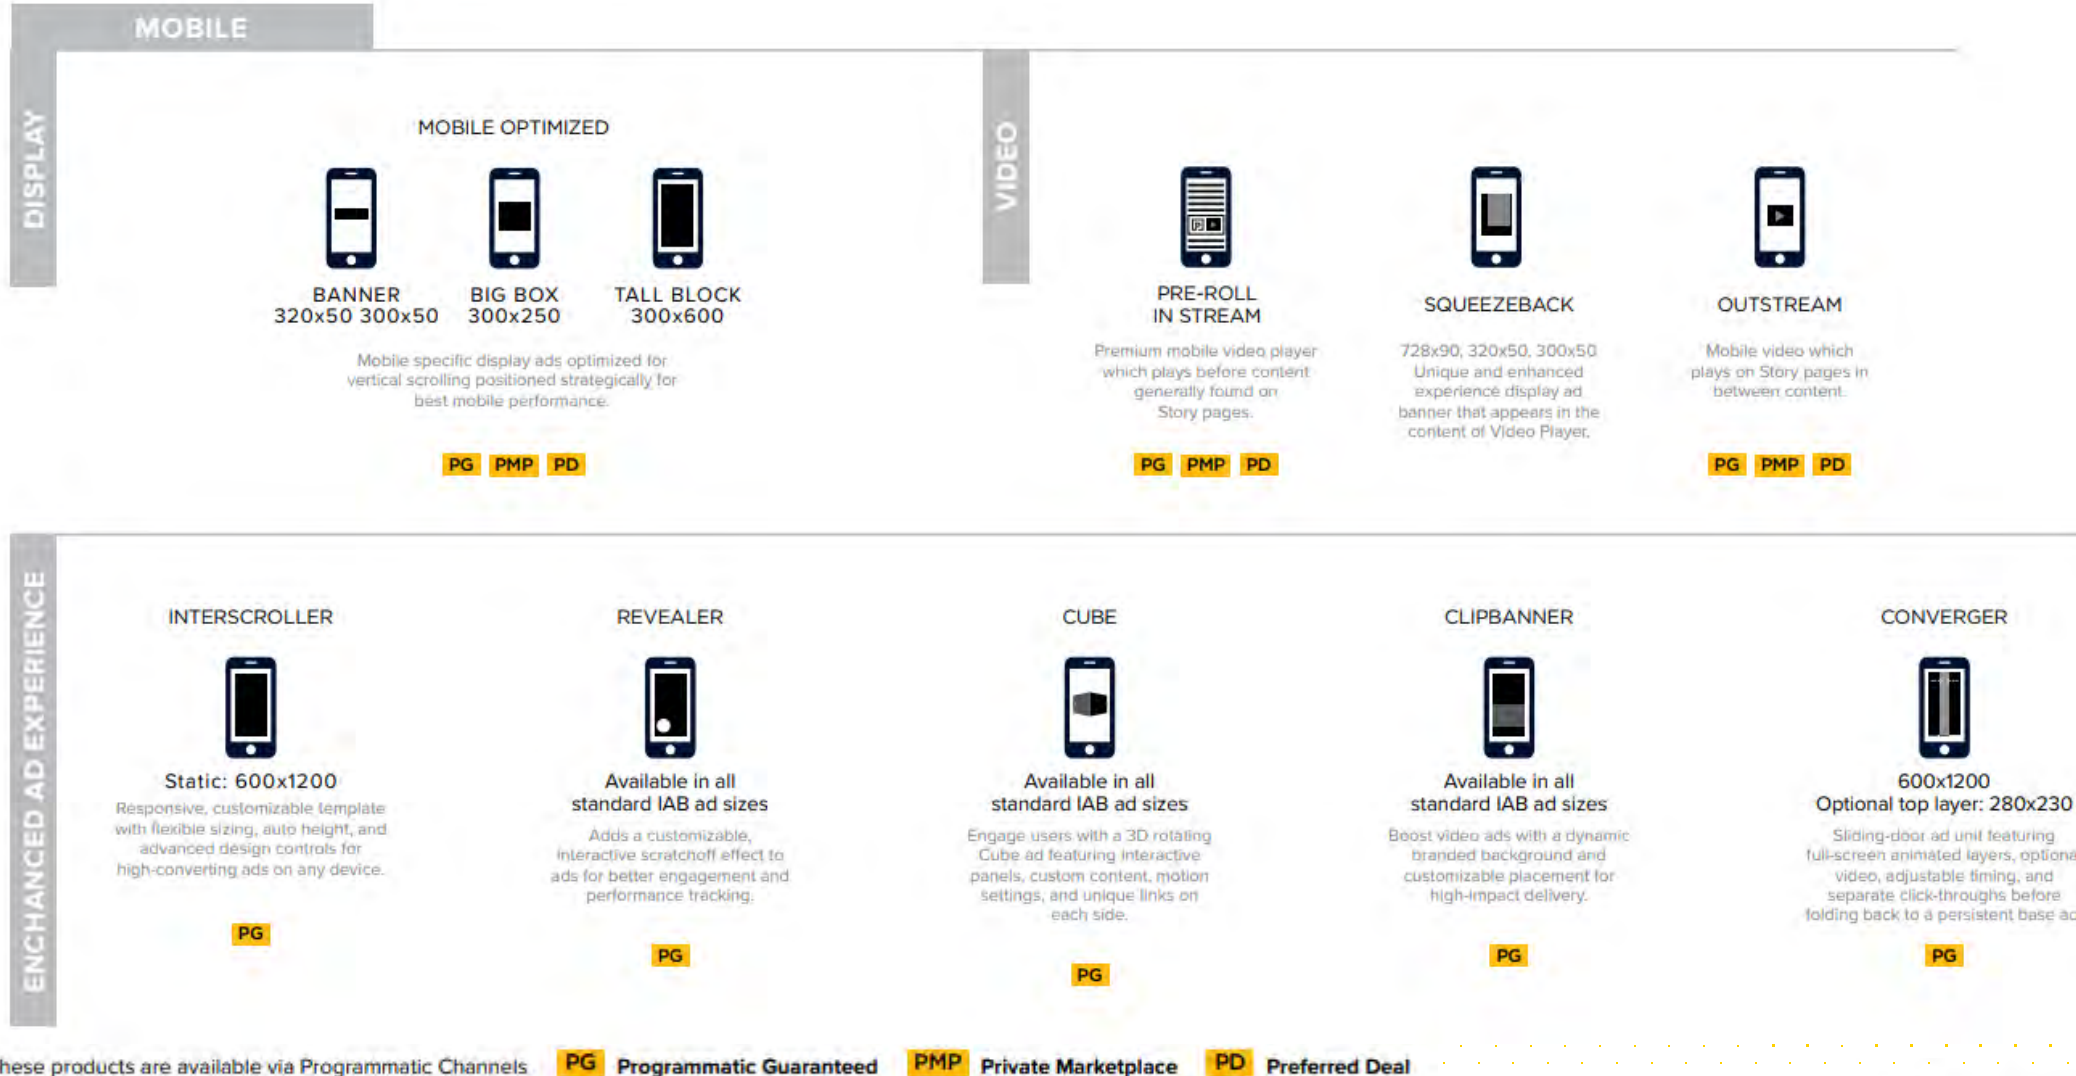 MOBILE
DISPLAY
MOBILE OPTIMIZED
BANNER
320x50 300x50
BIG BOX
300x250
TALL BLOCK
300x600
Mobile specific display ads optimized for
vertical scrolling positioned strategically for
best mobile performance.
PG PMP PD
VIDEO
PRE-ROLL
IN STREAM
Premium mobile video player
which plays before content
generally found on
Story pages.
PG PMP PD
SQUEEZEBACK
728x90, 320x50, 300x50
Unique and enhanced
experience display ad
banner that appears in the
content of Video Player.
OUTSTREAM
Mobile video which
plays on Story pages in
between content.
PG PMP PD
ENCHANCED AD EXPERIENCE
INTERSCROLLER
Static: 600x1200
Responsive, customizable template
with flexible sizing, auto height, and
advanced design controls for
high-converting ads on any device.
PG
REVEALER
Available in all
standard IAB ad sizes
Adds a customizable,
interactive scratchoff effect to
ads for better engagement and
performance tracking.
PG
CUBE
Available in all
standard IAB ad sizes
Engage users with a 3D rotating
Cube ad featuring interactive
panels, custom content, motion
settings, and unique links on
each side.
PG
CLIPBANNER
Available in all
standard IAB ad sizes
Boost video ads with a dynamic
branded background and
customizable placement for
high-impact delivery.
PG
CONVERGER
600x1200
Optional top layer: 280x230
Sliding-door ad unit featuring
full-screen animated layers, optiona
video, adjustable timing, and
separate click-throughs before
folding back to a persistent base ad
PG
hese products are available via Programmatic Channels
PG Programmatic Guaranteed
PMP Private Marketplace
PD Preferred Deal